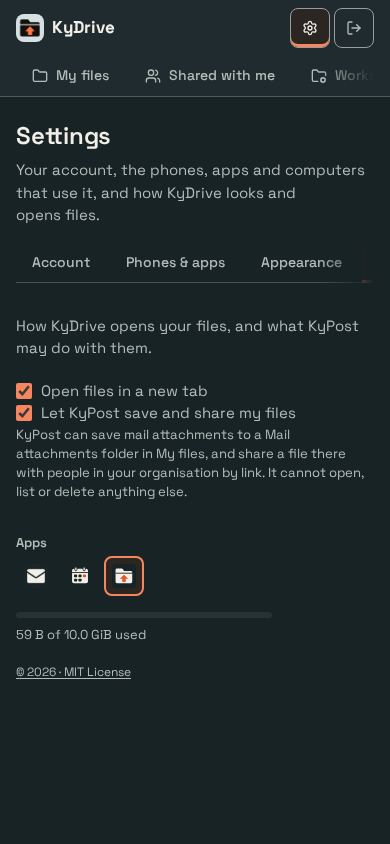 KyDrive
My files
Shared with me
Work
Settings
Your account, the phones, apps and computers
that use it, and how KyDrive looks and
opens files.
Account
Phones & apps
Appearance
How KyDrive opens your files, and what KyPost
may do with them.
Open files in a new tab
Let KyPost save and share my files
KyPost can save mail attachments to a Mail
attachments folder in My files, and share a file there
with people in your organisation by link. It cannot open,
list or delete anything else.
Apps
59 B of 10.0 GiB used
© 2026 · MIT License